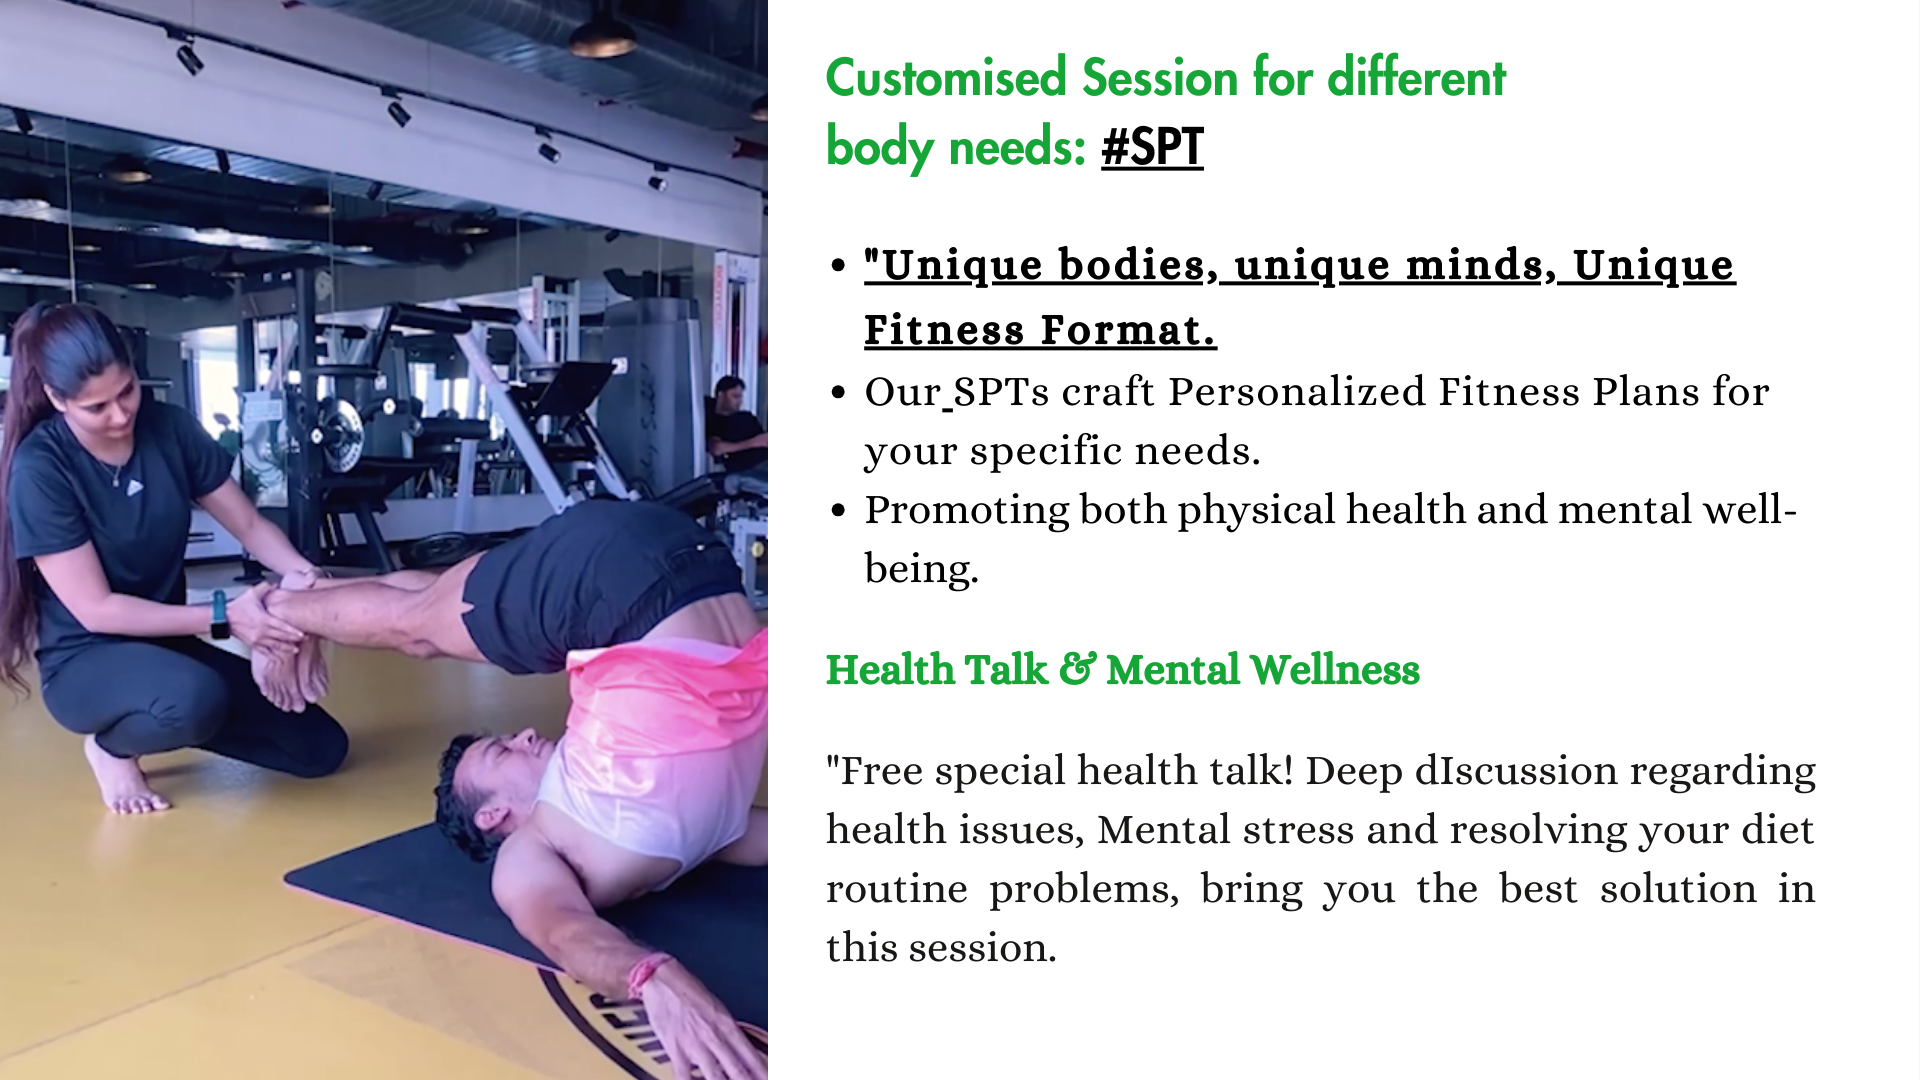 Customised Session for different
body needs: #SPT
• "Unique bodies, unique minds, Unique
Fitness Format.
• Our SPTs craft Personalized Fitness Plans for
your specific needs.
• Promoting both physical health and mental well-
being.
Health Talk & Mental Wellness
"Free special health talk! Deep dIscussion regarding
health issues, Mental stress and resolving your diet
routine problems, bring you the best solution in
this session.